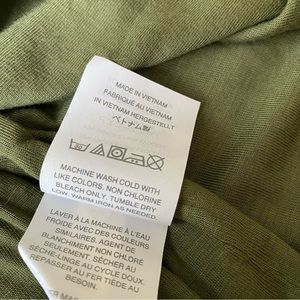 MADE IN VIETNAM
FABRIQUÉ AU VIETNAM
IN VIETNAM HERGESTELLT
ベトナム製
MACHINE WASH COLD WITH
LIKE COLORS. NON CHLORINE
BLEACH ONLY. TUMBLE DRY
LOW. WARM IRON AS NEEDED.
LAVER À LA MACHINE À L'EAU
FROIDE AVEC DES COULEURS
SIMILAIRES. AGENT DE
BLANCHIMENT NON CHLORÉ
SEULEMENT. SÉCHAGE AU
SÈCHE-LINGE AU CYCLE DOUX.
REPASSER AU FER TIÈDE AU
BESOIN.